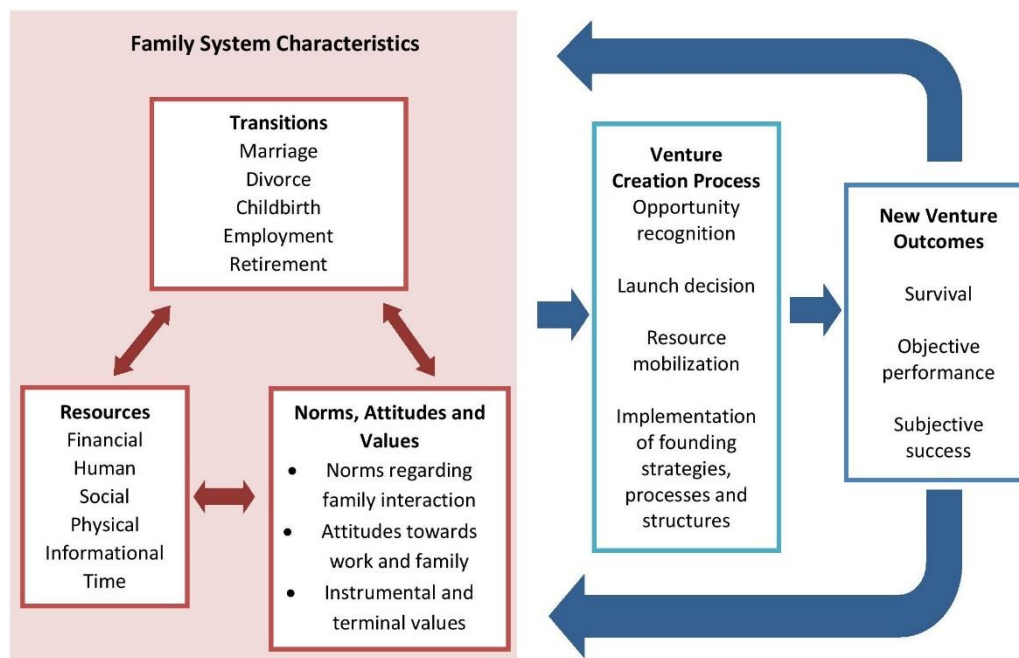 Family System Characteristics
Transitions
Marriage
Divorce
Childbirth
Employment
Retirement
Resources
Financial
Human
Social
Physical
Informational
Time
Norms, Attitudes and
Values
• Norms regarding
family interaction
• Attitudes towards
work and family
• Instrumental and
terminal values
Venture
Creation Process
Opportunity
recognition
Launch decision
Resource
mobilization
Implementation
of founding
strategies,
processes and
structures
New Venture
Outcomes
Survival
Objective
performance
Subjective
success